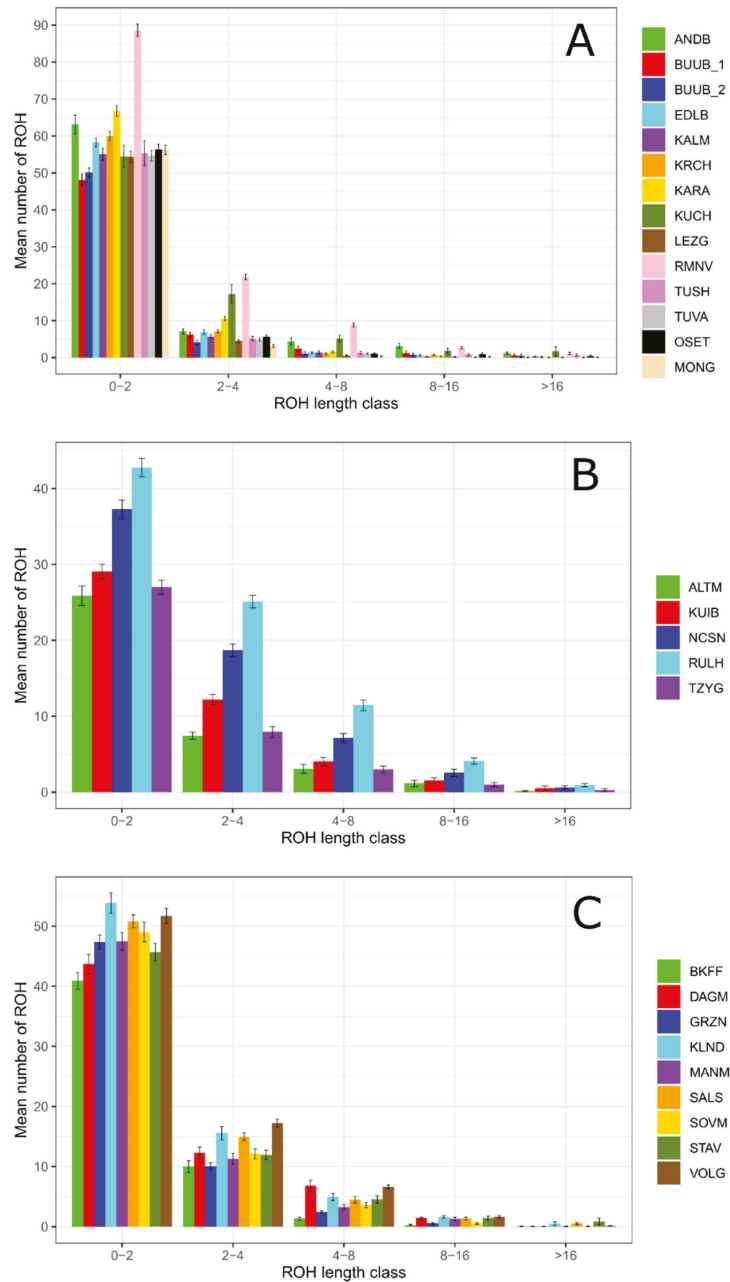 A
Mean number of ROH
90
80
70
60
50
40
30
20
10
0
0–2
2–4
4–8
8–16
>16
ROH length class
ANDB
BUUB_1
BUUB_2
EDLB
KALM
KRCH
KARA
KUCH
LEZG
RMNV
TUSH
TUVA
OSET
MONG
B
Mean number of ROH
40
30
20
10
0
0–2
2–4
4–8
8–16
>16
ROH length class
ALTM
KUIB
NCSN
RULH
TZYG
C
Mean number of ROH
50
40
30
20
10
0
0–2
2–4
4–8
8–16
>16
ROH length class
BKFF
DAGM
GRZN
KLND
MANM
SALS
SOVM
STAV
VOLG